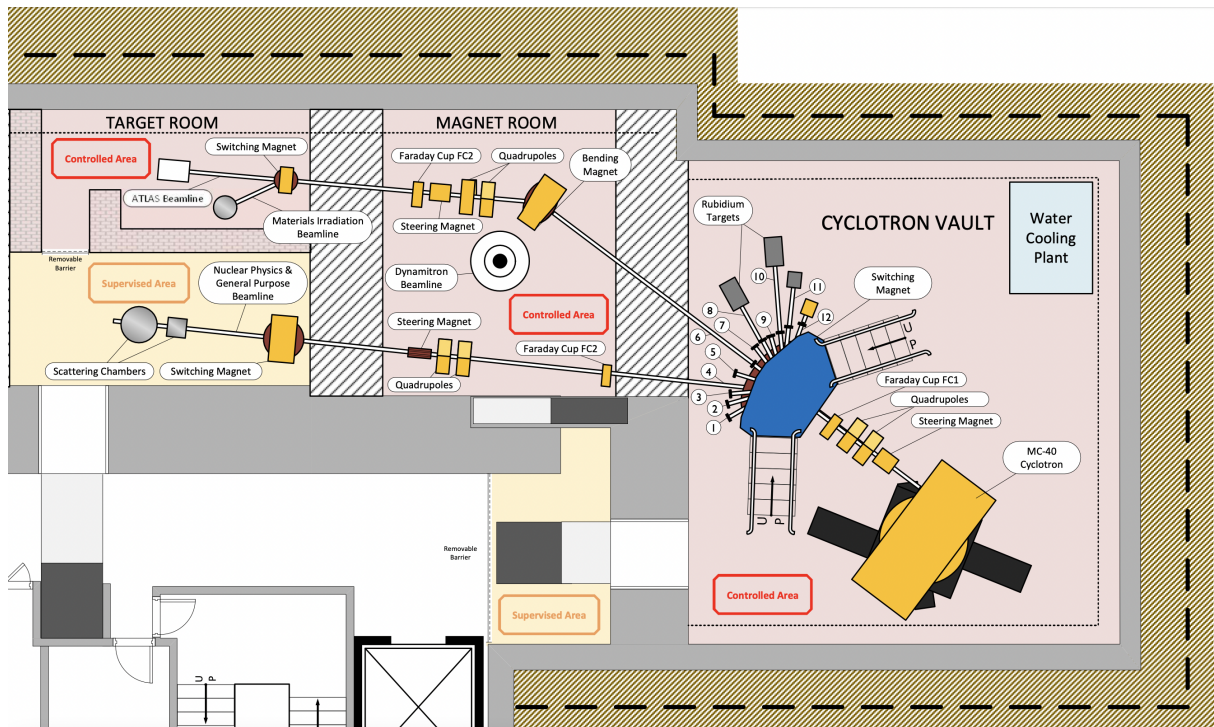 TARGET ROOM
MAGNET ROOM
Controlled Area
Switching Magnet
Faraday Cup FC2
Quadrupoles
Bending
Magnet
ATLAS Beamline
Materials Irradiation
Beamline
Steering Magnet
Rubidium
Targets
CYCLOTRON VAULT
Water
Cooling
Plant
Removable
Barrier
Supervised Area
Nuclear Physics &
General Purpose
Beamline
Dynamitron
Beamline
Controlled Area
Switching
Magnet
10
11
9
12
8
7
6
5
4
3
2
1
U
P
Steering Magnet
Faraday Cup FC2
Scattering Chambers
Switching Magnet
Quadrupoles
Faraday Cup FC1
Quadrupoles
Steering Magnet
MC-40
Cyclotron
U
P
Removable
Barrier
Controlled Area
Supervised Area
U
P